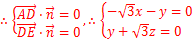 ∴ { AD⃗ · n⃗ = 0, ∴ { −√3x − y = 0
DE⃗ · n⃗ = 0 y + √3z = 0